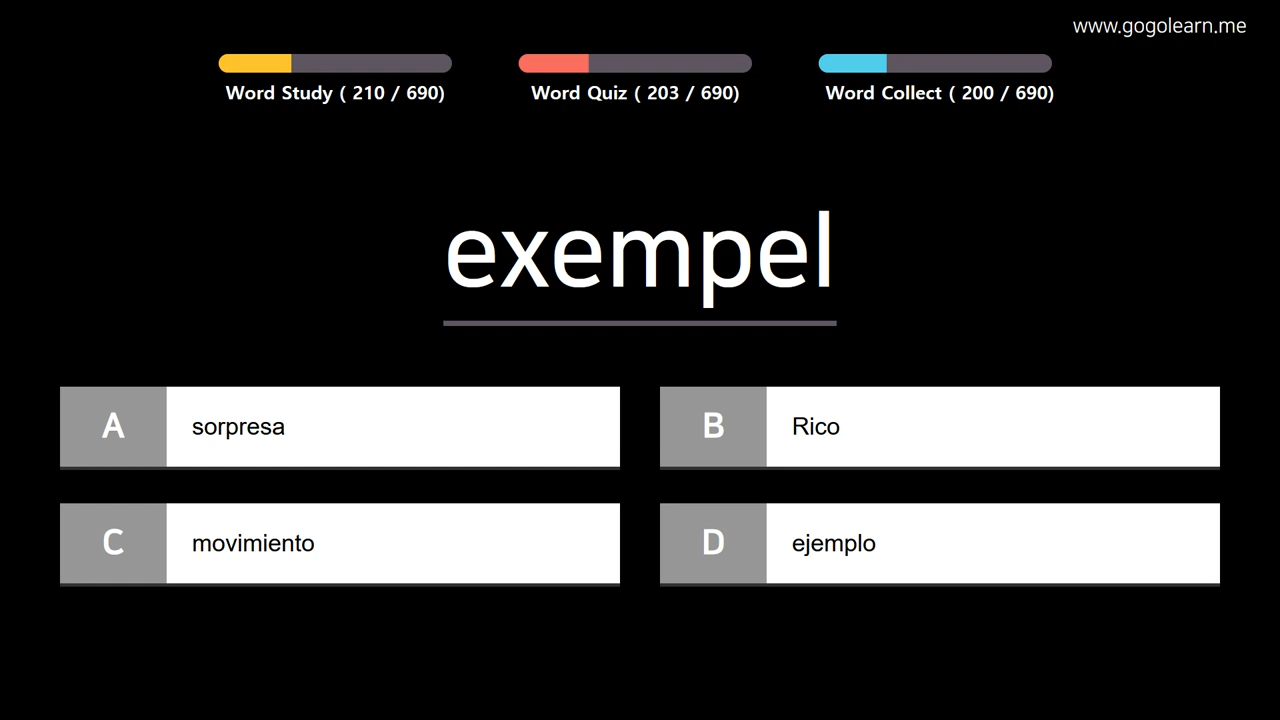 www.gogolearn.me
Word Study ( 210 / 690)
Word Quiz ( 203 / 690)
Word Collect ( 200 / 690)
exempel
A sorpresa
B Rico
C movimiento
D ejemplo